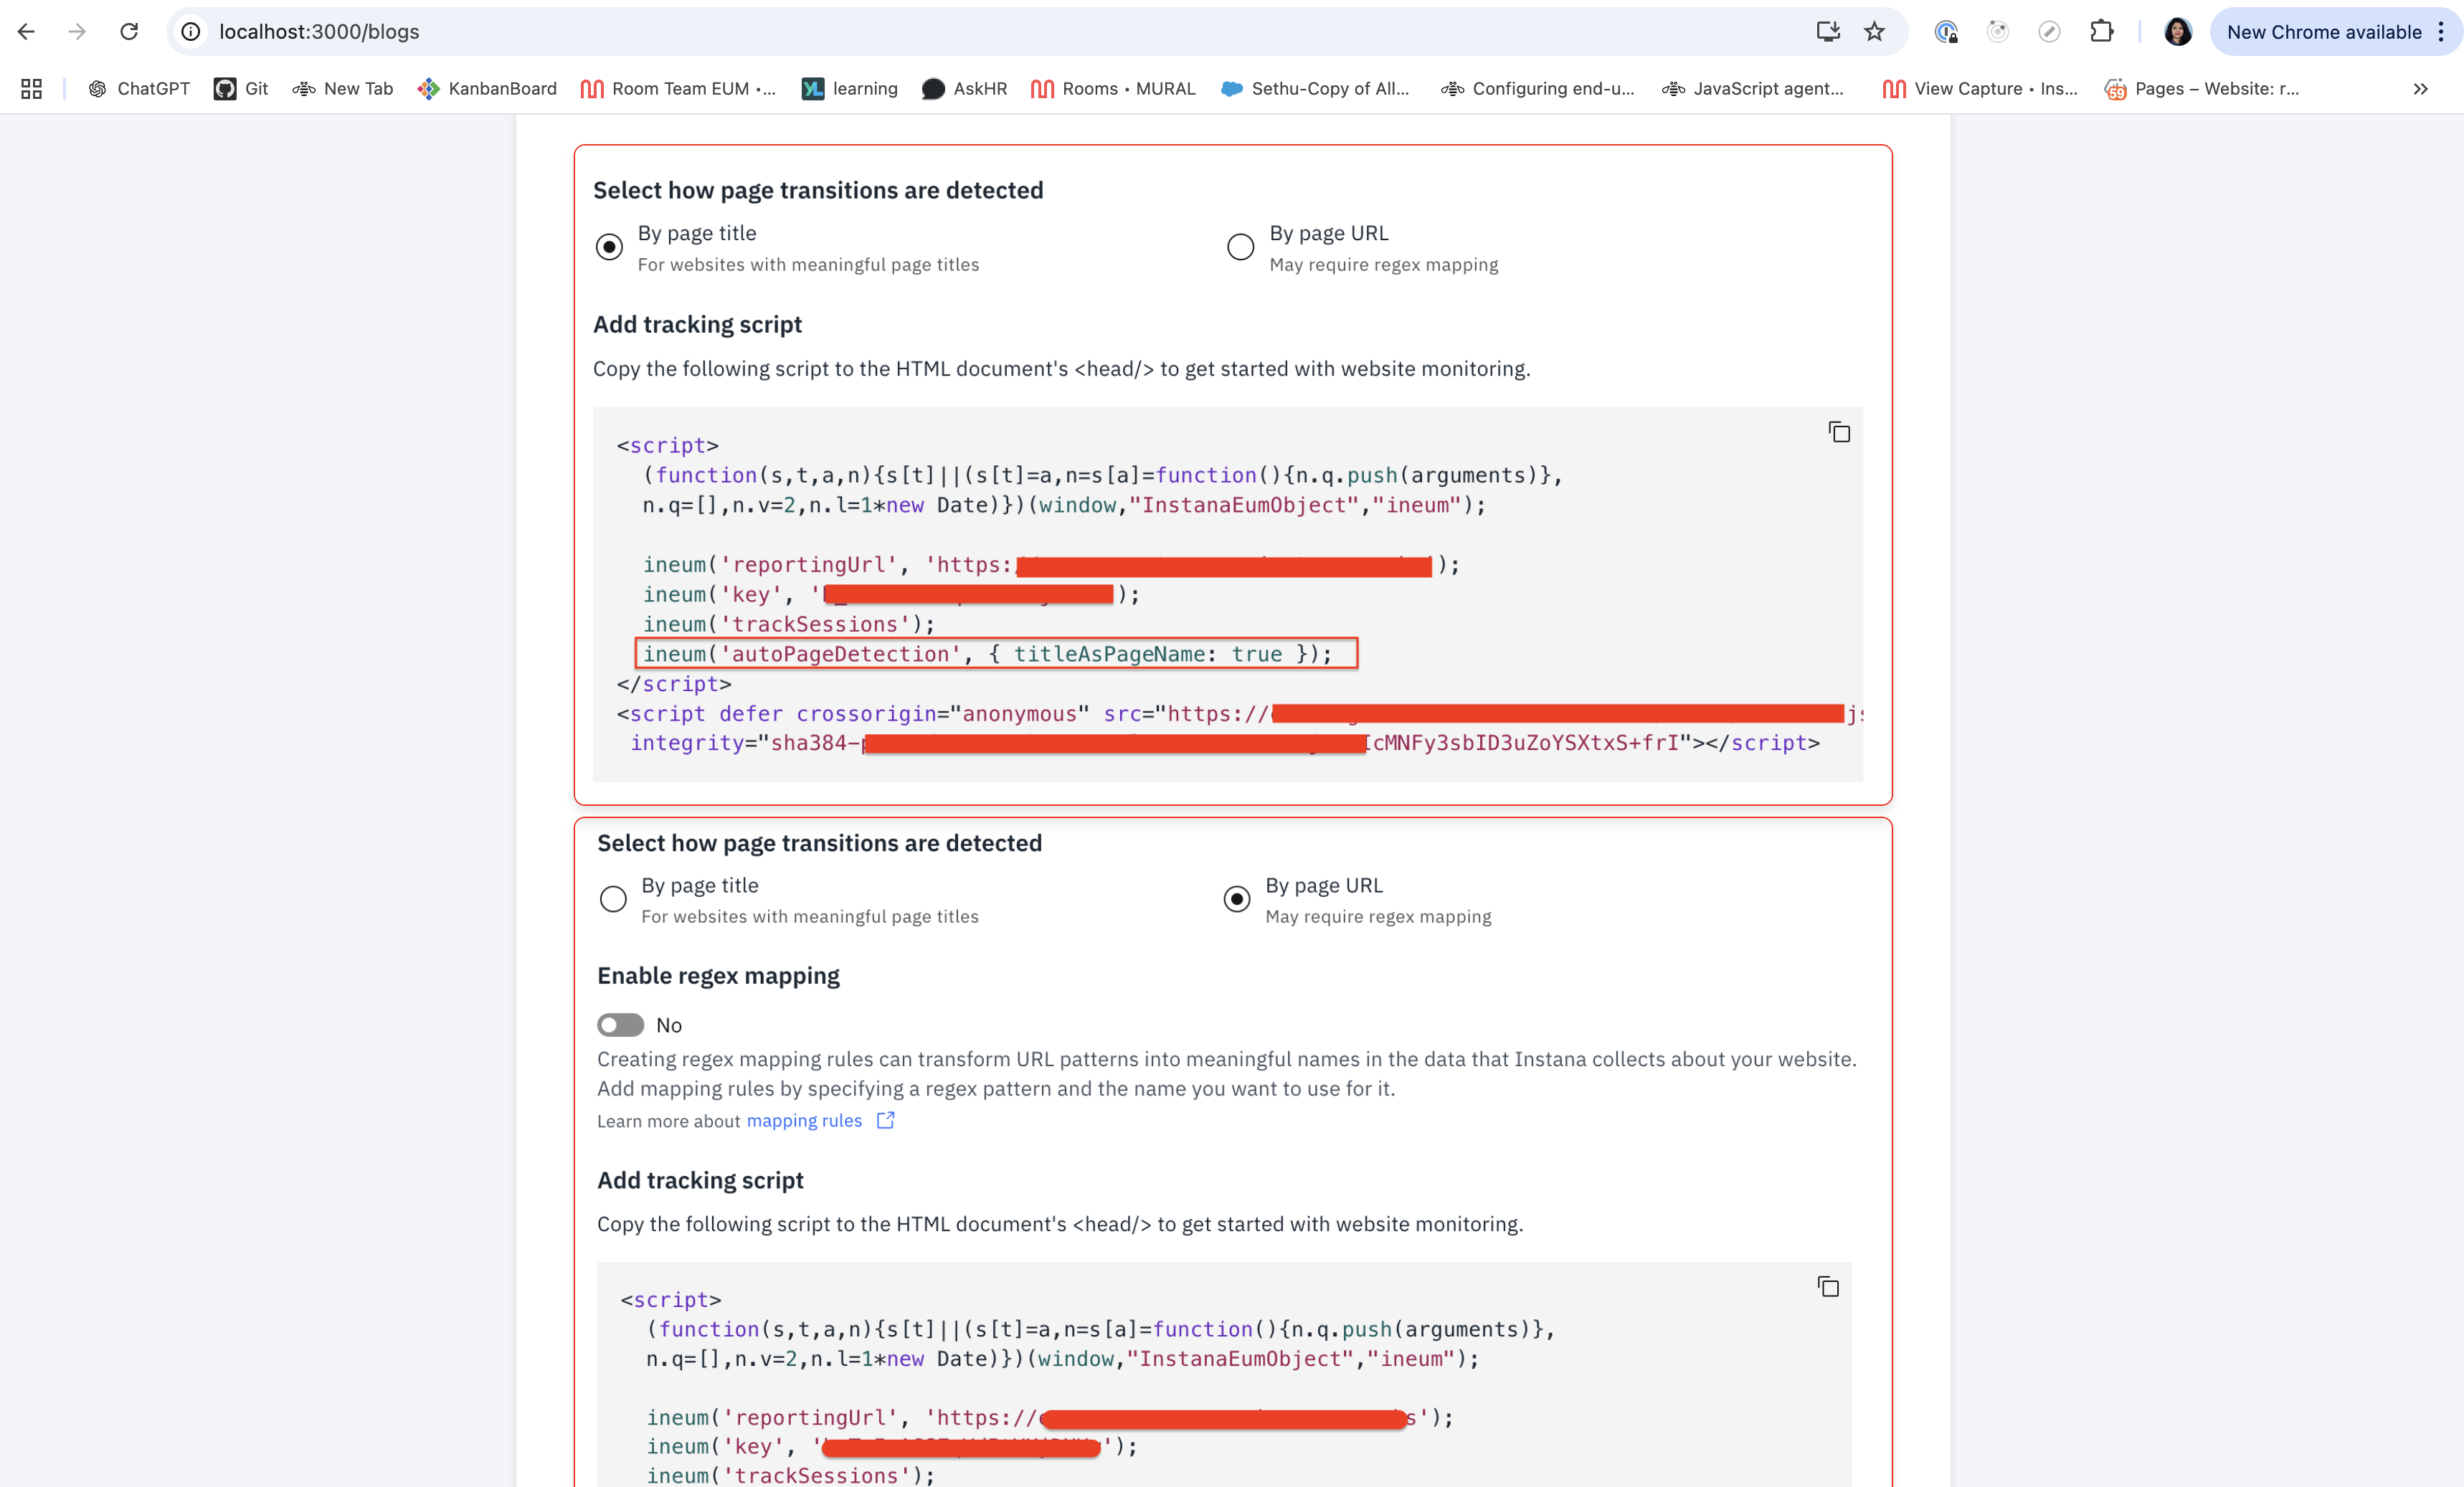 localhost:3000/blogs
New Chrome available
ChatGPT Git New Tab KanbanBoard Room Team EUM •... learning AskHR Rooms • MURAL Sethu-Copy of All... Configuring end-u... JavaScript agent... View Capture • Ins... Pages – Website: r...
Select how page transitions are detected
By page title By page URL
For websites with meaningful page titles May require regex mapping
Add tracking script
Copy the following script to the HTML document's <head/> to get started with website monitoring.
<script>
(function(s,t,a,n){s[t]||(s[t]=a,n=s[a]=function(){n.q.push(arguments)},
n.q=[],n.v=2,n.l=1*new Date)})(window,"InstanaEumObject","ineum");
ineum('reportingUrl', 'https: );
ineum('key', ' );
ineum('trackSessions');
ineum('autoPageDetection', { titleAsPageName: true });
</script>
<script defer crossorigin="anonymous" src="https:// js
integrity="sha384- IcMNFy3sbID3uZoYSXtxS+frI"></script>
Select how page transitions are detected
By page title By page URL
For websites with meaningful page titles May require regex mapping
Enable regex mapping
No
Creating regex mapping rules can transform URL patterns into meaningful names in the data that Instana collects about your website.
Add mapping rules by specifying a regex pattern and the name you want to use for it.
Learn more about mapping rules
Add tracking script
Copy the following script to the HTML document's <head/> to get started with website monitoring.
<script>
(function(s,t,a,n){s[t]||(s[t]=a,n=s[a]=function(){n.q.push(arguments)},
n.q=[],n.v=2,n.l=1*new Date)})(window,"InstanaEumObject","ineum");
ineum('reportingUrl', 'https:// s');
ineum('key', ' ');
ineum('trackSessions');